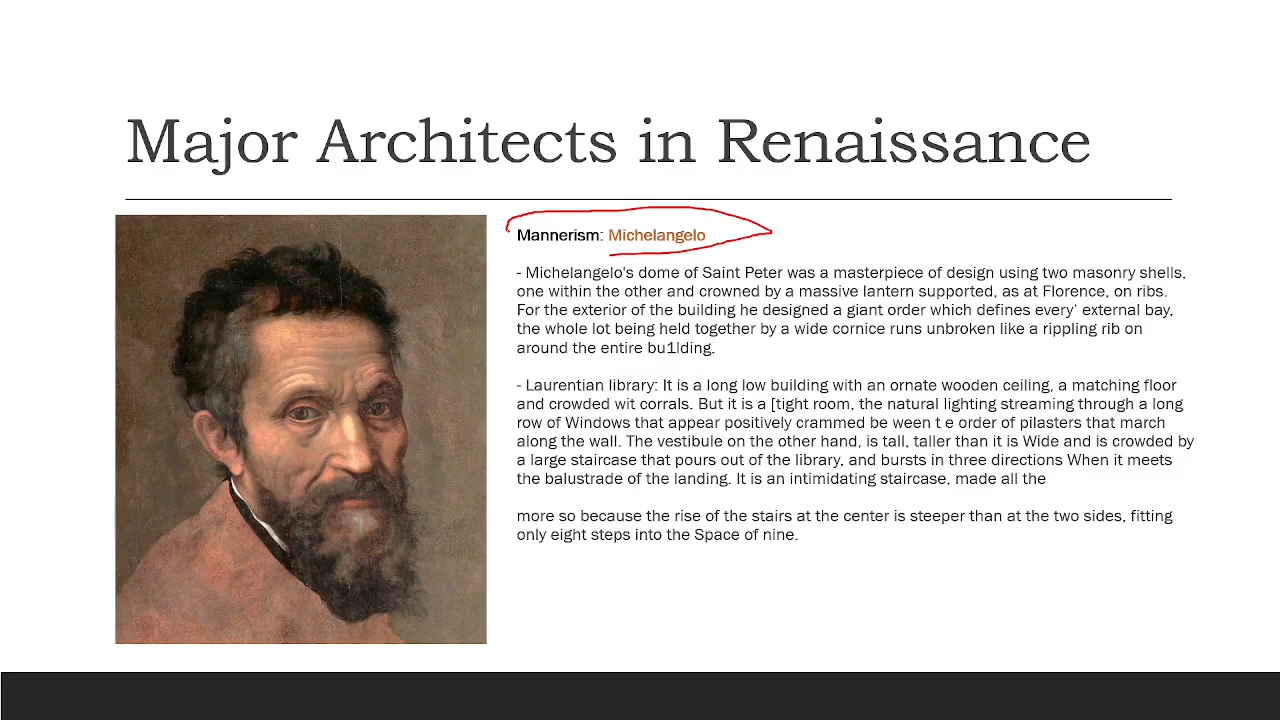 Major Architects in Renaissance
Mannerism: Michelangelo
- Michelangelo's dome of Saint Peter was a masterpiece of design using two masonry shells,
one within the other and crowned by a massive lantern supported, as at Florence, on ribs.
For the exterior of the building he designed a giant order which defines every' external bay,
the whole lot being held together by a wide cornice runs unbroken like a rippling rib on
around the entire bu1lding.
- Laurentian library: It is a long low building with an ornate wooden ceiling, a matching floor
and crowded wit corrals. But it is a [tight room, the natural lighting streaming through a long
row of Windows that appear positively crammed be ween t e order of pilasters that march
along the wall. The vestibule on the other hand, is tall, taller than it is Wide and is crowded by
a large staircase that pours out of the library, and bursts in three directions When it meets
the balustrade of the landing. It is an intimidating staircase, made all the
more so because the rise of the stairs at the center is steeper than at the two sides, fitting
only eight steps into the Space of nine.